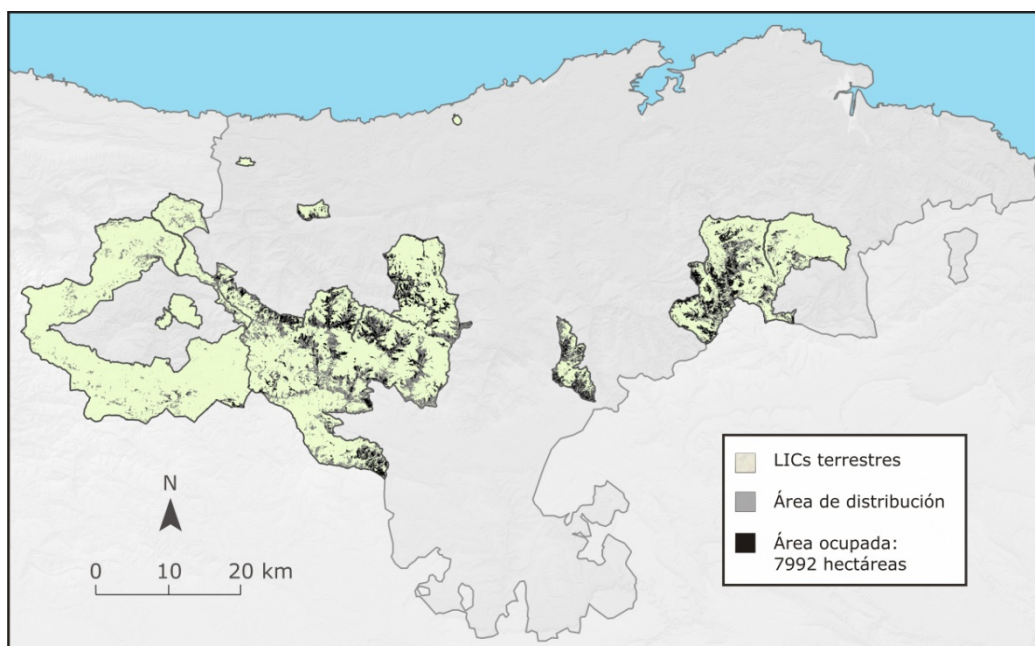 LICs terrestres
Área de distribución
Área ocupada:
7992 hectáreas
N
0 10 20 km